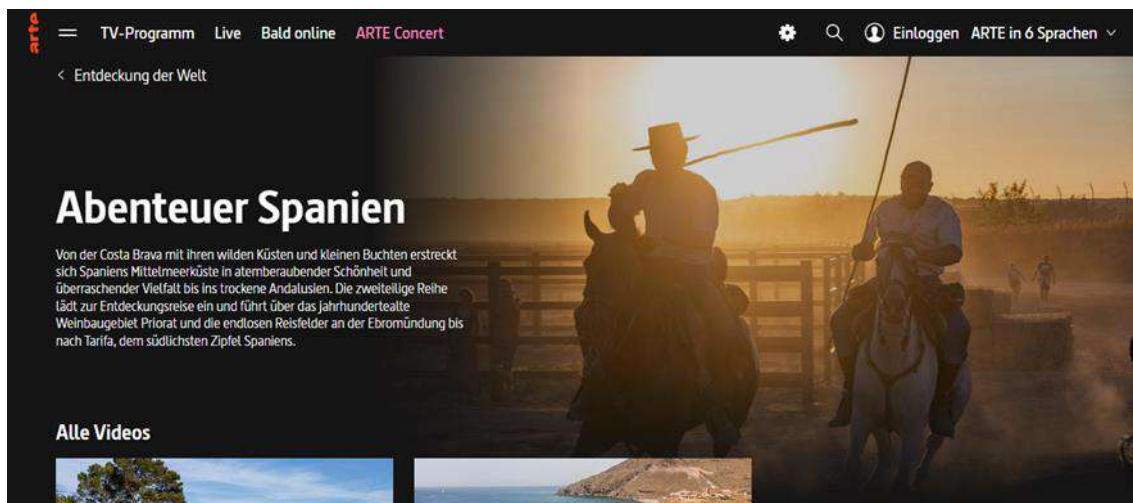 arte
TV-Programm Live Bald online ARTE Concert Einloggen ARTE in 6 Sprachen
< Entdeckung der Welt
Abenteuer Spanien
Von der Costa Brava mit ihren wilden Küsten und kleinen Buchten erstreckt
sich Spaniens Mittelmeerküste in atemberaubender Schönheit und
überraschender Vielfalt bis ins trockene Andalusien. Die zweiteilige Reihe
lädt zur Entdeckungsreise ein und führt über das jahrhundertealte
Weinbaugebiet Priorat und die endlosen Reisfelder an der Ebromündung bis
nach Tarifa, dem südlichsten Zipfel Spaniens.
Alle Videos